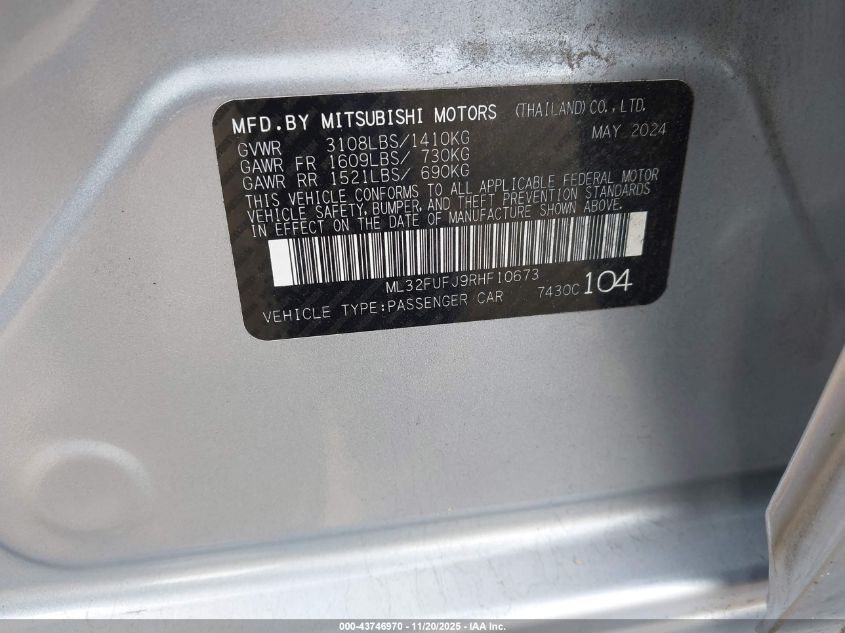 MFD.BY MITSUBISHI MOTORS (THAILAND)CO.,LTD.
GVWR 3108LBS/1410KG MAY 2024
GAWR FR 1609LBS/ 730KG
GAWR RR 1521LBS/ 690KG
THIS VEHICLE CONFORMS TO ALL APPLICABLE FEDERAL MOTOR
VEHICLE SAFETY, BUMPER, AND THEFT PREVENTION STANDARDS
IN EFFECT ON THE DATE OF MANUFACTURE SHOWN ABOVE.
ML32FUFJ9RHF10673
VEHICLE TYPE:PASSENGER CAR 7430C 104
000-43746970 - 11/20/2025 - IAA Inc.